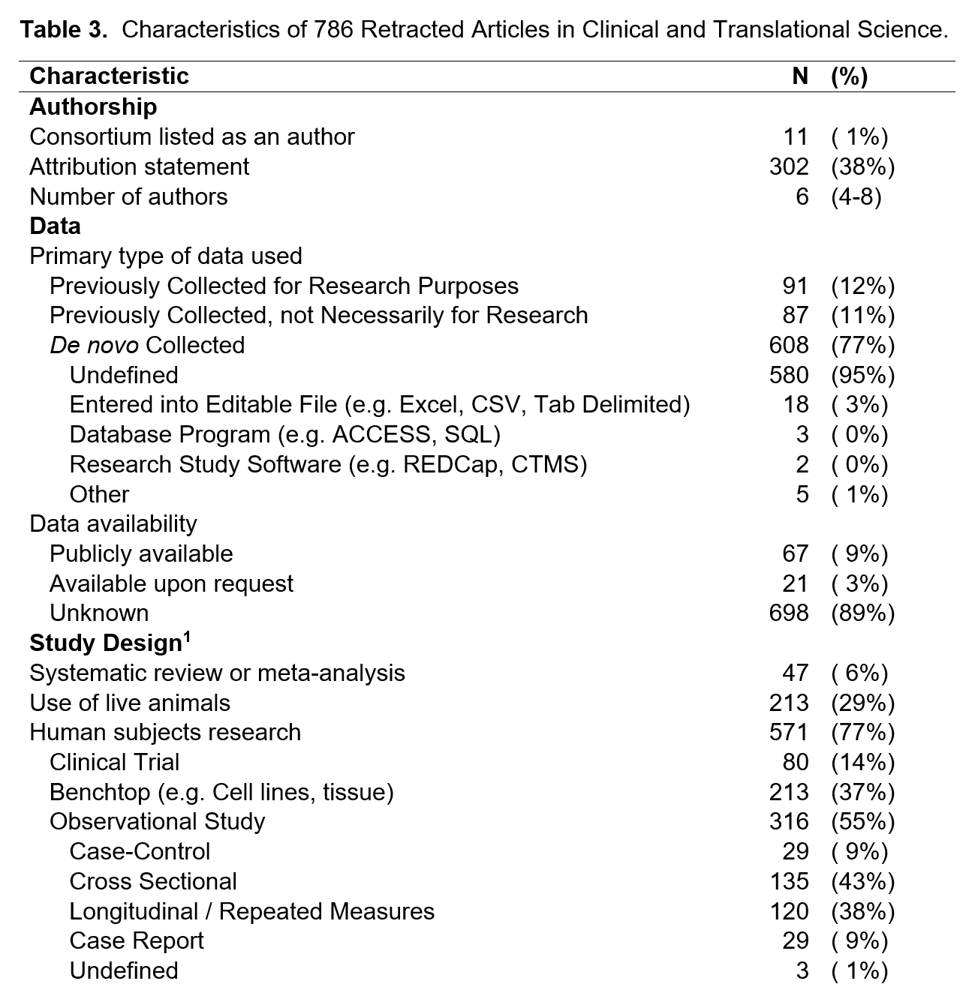 Table 3. Characteristics of 786 Retracted Articles in Clinical and Translational Science.
Characteristic N (%)
Authorship
Consortium listed as an author 11 ( 1%)
Attribution statement 302 (38%)
Number of authors 6 (4-8)
Data
Primary type of data used
Previously Collected for Research Purposes 91 (12%)
Previously Collected, not Necessarily for Research 87 (11%)
De novo Collected 608 (77%)
Undefined 580 (95%)
Entered into Editable File (e.g. Excel, CSV, Tab Delimited) 18 ( 3%)
Database Program (e.g. ACCESS, SQL) 3 ( 0%)
Research Study Software (e.g. REDCap, CTMS) 2 ( 0%)
Other 5 ( 1%)
Data availability
Publicly available 67 ( 9%)
Available upon request 21 ( 3%)
Unknown 698 (89%)
Study Design¹
Systematic review or meta-analysis 47 ( 6%)
Use of live animals 213 (29%)
Human subjects research 571 (77%)
Clinical Trial 80 (14%)
Benchtop (e.g. Cell lines, tissue) 213 (37%)
Observational Study 316 (55%)
Case-Control 29 ( 9%)
Cross Sectional 135 (43%)
Longitudinal / Repeated Measures 120 (38%)
Case Report 29 ( 9%)
Undefined 3 ( 1%)